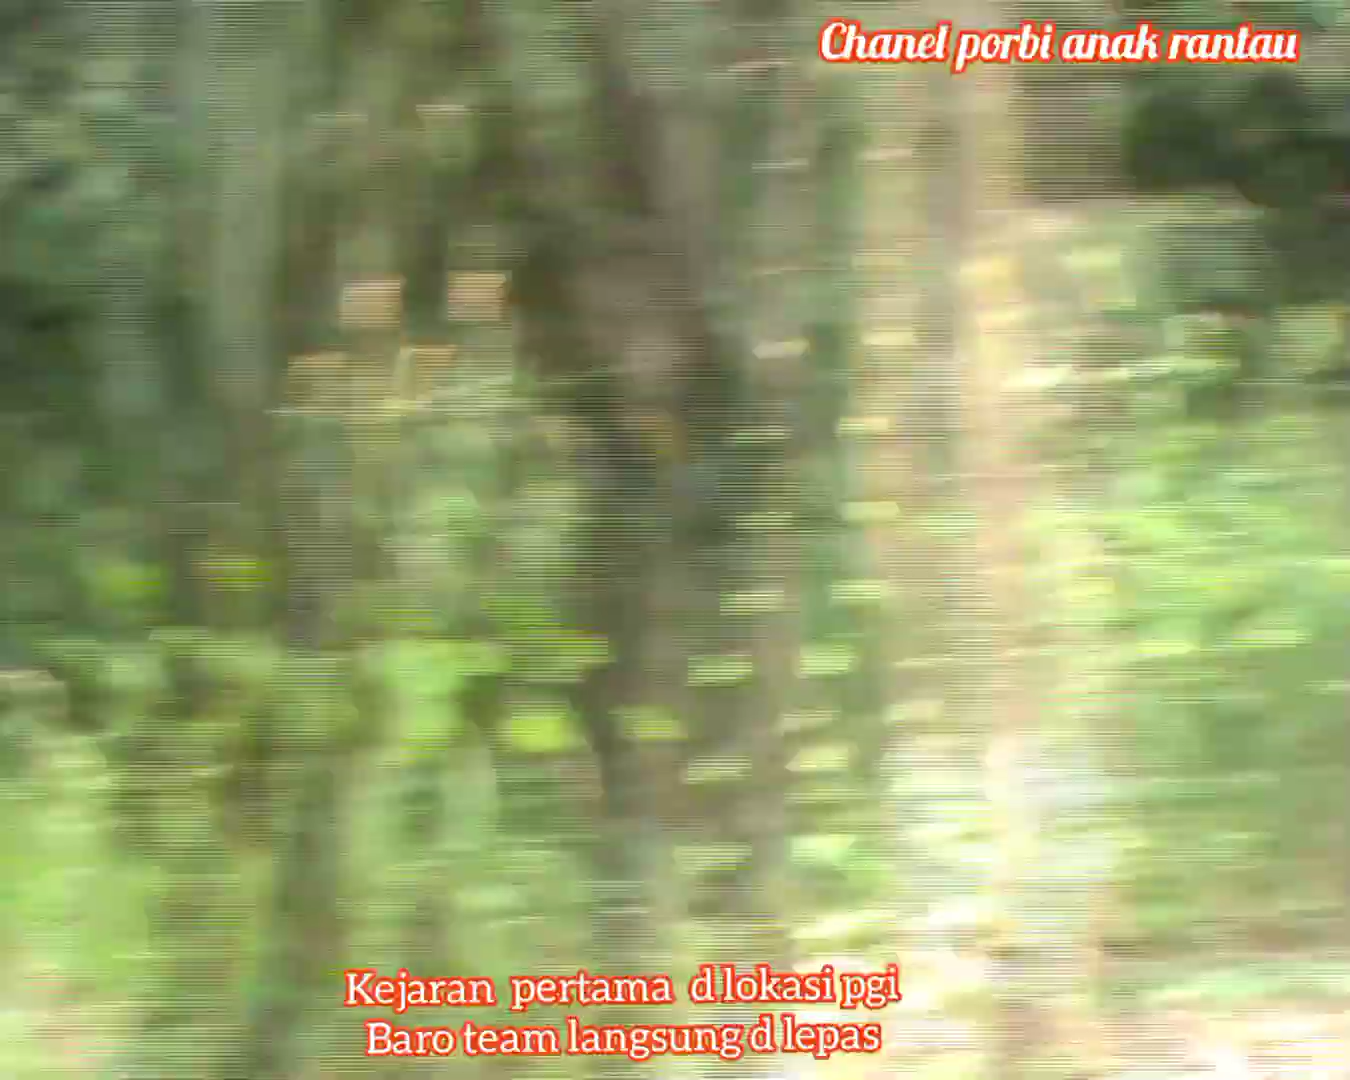 Chanel porbi anak rantau
Kejaran pertama d lokasi pgi
Baro team langsung d lepas